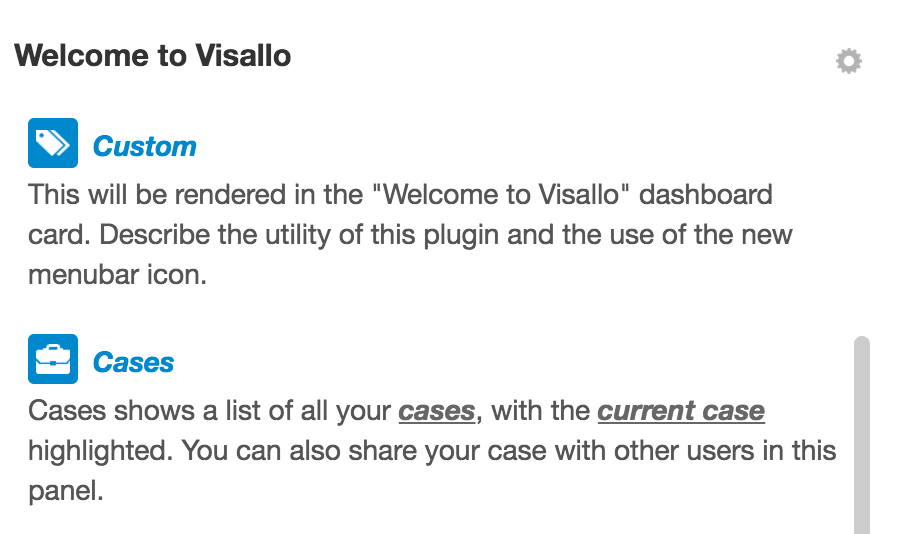 Welcome to Visallo
Custom
This will be rendered in the "Welcome to Visallo" dashboard
card. Describe the utility of this plugin and the use of the new
menubar icon.
Cases
Cases shows a list of all your cases, with the current case
highlighted. You can also share your case with other users in this
panel.